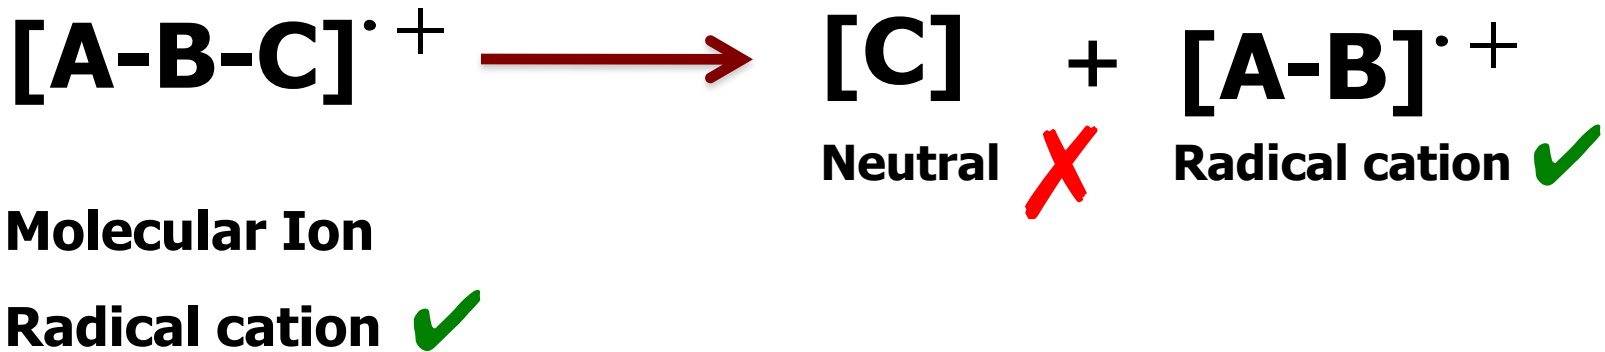 [A-B-C]·+ ⟶ [C] + [A-B]·+
Neutral ✗ Radical cation ✓
Molecular Ion
Radical cation ✓